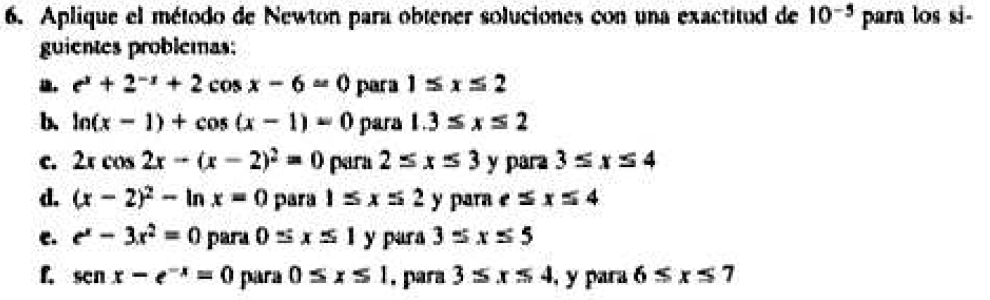 6. Aplique el método de Newton para obtener soluciones con una exactitud de 10⁻⁵ para los si-
guientes problemas:
a. eˣ + 2⁻ˣ + 2 cos x − 6 = 0 para 1 ≤ x ≤ 2
b. ln(x − 1) + cos (x − 1) = 0 para 1.3 ≤ x ≤ 2
c. 2x cos 2x − (x − 2)² = 0 para 2 ≤ x ≤ 3 y para 3 ≤ x ≤ 4
d. (x − 2)² − ln x = 0 para 1 ≤ x ≤ 2 y para e ≤ x ≤ 4
e. eˣ − 3x² = 0 para 0 ≤ x ≤ 1 y para 3 ≤ x ≤ 5
f. sen x − e⁻ˣ = 0 para 0 ≤ x ≤ 1, para 3 ≤ x ≤ 4, y para 6 ≤ x ≤ 7